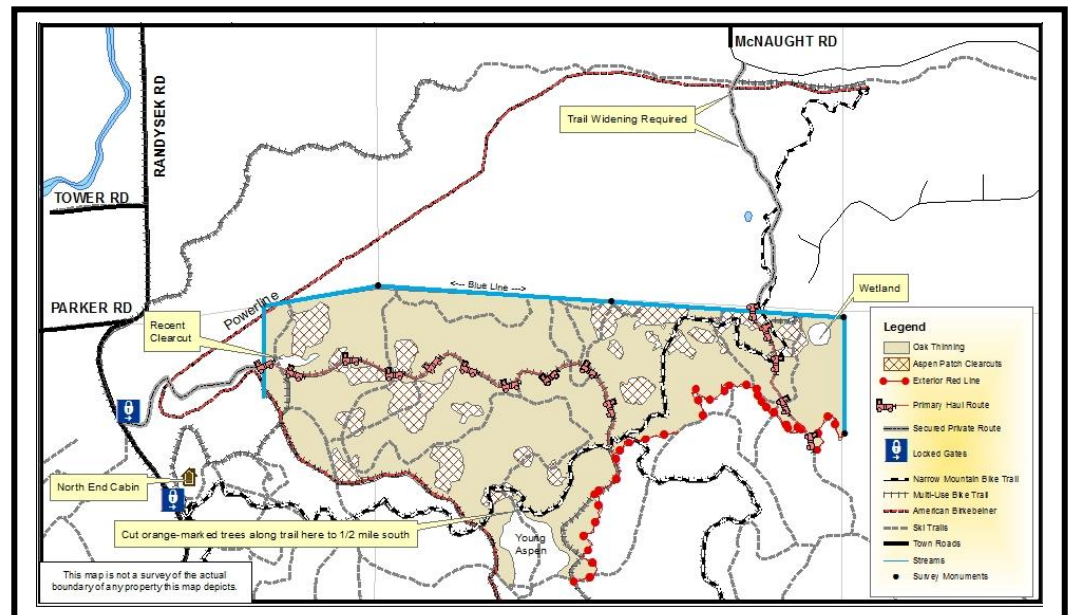 McNAUGHT RD
RANDYSEK RD
Trail Widening Required
TOWER RD
PARKER RD
Powerline
<--- Blue Line --->
Wetland
Recent
Clearcut
North End Cabin
Cut orange-marked trees along trail here to 1/2 mile south
Young
Aspen
This map is not a survey of the actual
boundary of any property this map depicts.
Legend
Oak Thinning
Aspen Patch Clearcuts
Exterior Red Line
Primary Haul Route
Secured Private Route
Locked Gates
Narrow Mountain Bike Trail
Multi-Use Bike Trail
American Birkebeiner
Ski Trails
Town Roads
Streams
Survey Monuments